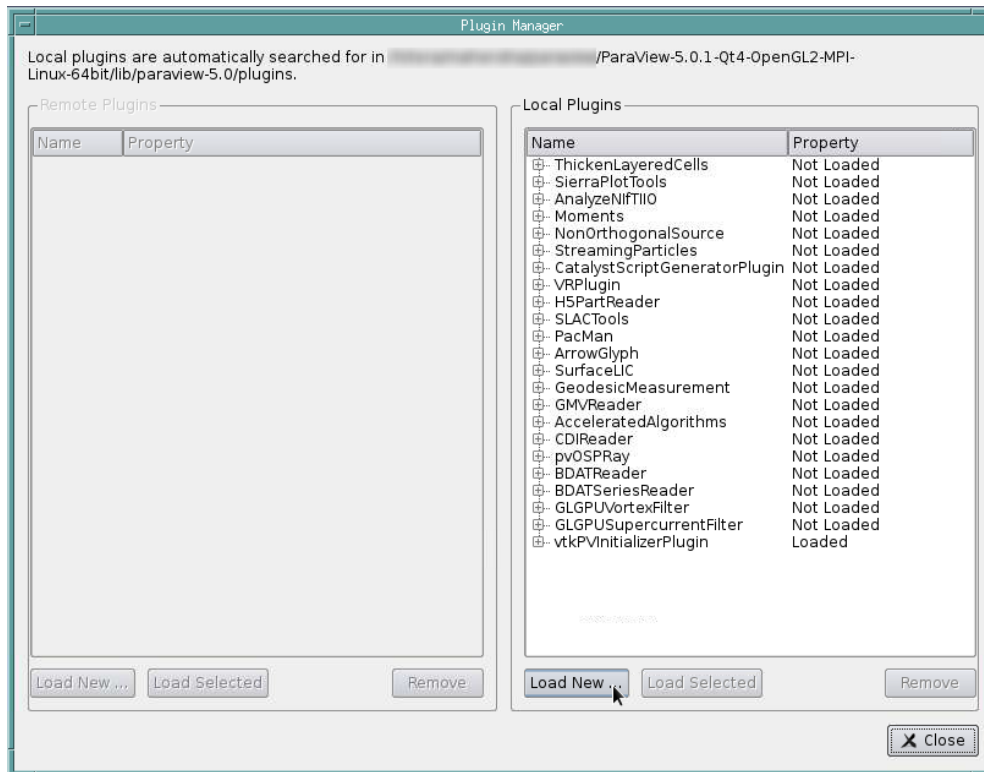 Plugin Manager
Local plugins are automatically searched for in /ParaView-5.0.1-Qt4-OpenGL2-MPI-
Linux-64bit/lib/paraview-5.0/plugins.
Remote Plugins
Name Property
Load New ... Load Selected Remove
Local Plugins
Name Property
ThickenLayeredCells Not Loaded
SierraPlotTools Not Loaded
AnalyzeNIfTIIO Not Loaded
Moments Not Loaded
NonOrthogonalSource Not Loaded
StreamingParticles Not Loaded
CatalystScriptGeneratorPlugin Not Loaded
VRPlugin Not Loaded
H5PartReader Not Loaded
SLACTools Not Loaded
PacMan Not Loaded
ArrowGlyph Not Loaded
SurfaceLIC Not Loaded
GeodesicMeasurement Not Loaded
GMVReader Not Loaded
AcceleratedAlgorithms Not Loaded
CDIReader Not Loaded
pvOSPRay Not Loaded
BDATReader Not Loaded
BDATSeriesReader Not Loaded
GLGPUVortexFilter Not Loaded
GLGPUSupercurrentFilter Not Loaded
vtkPVInitializerPlugin Loaded
Load New ... Load Selected Remove
Close